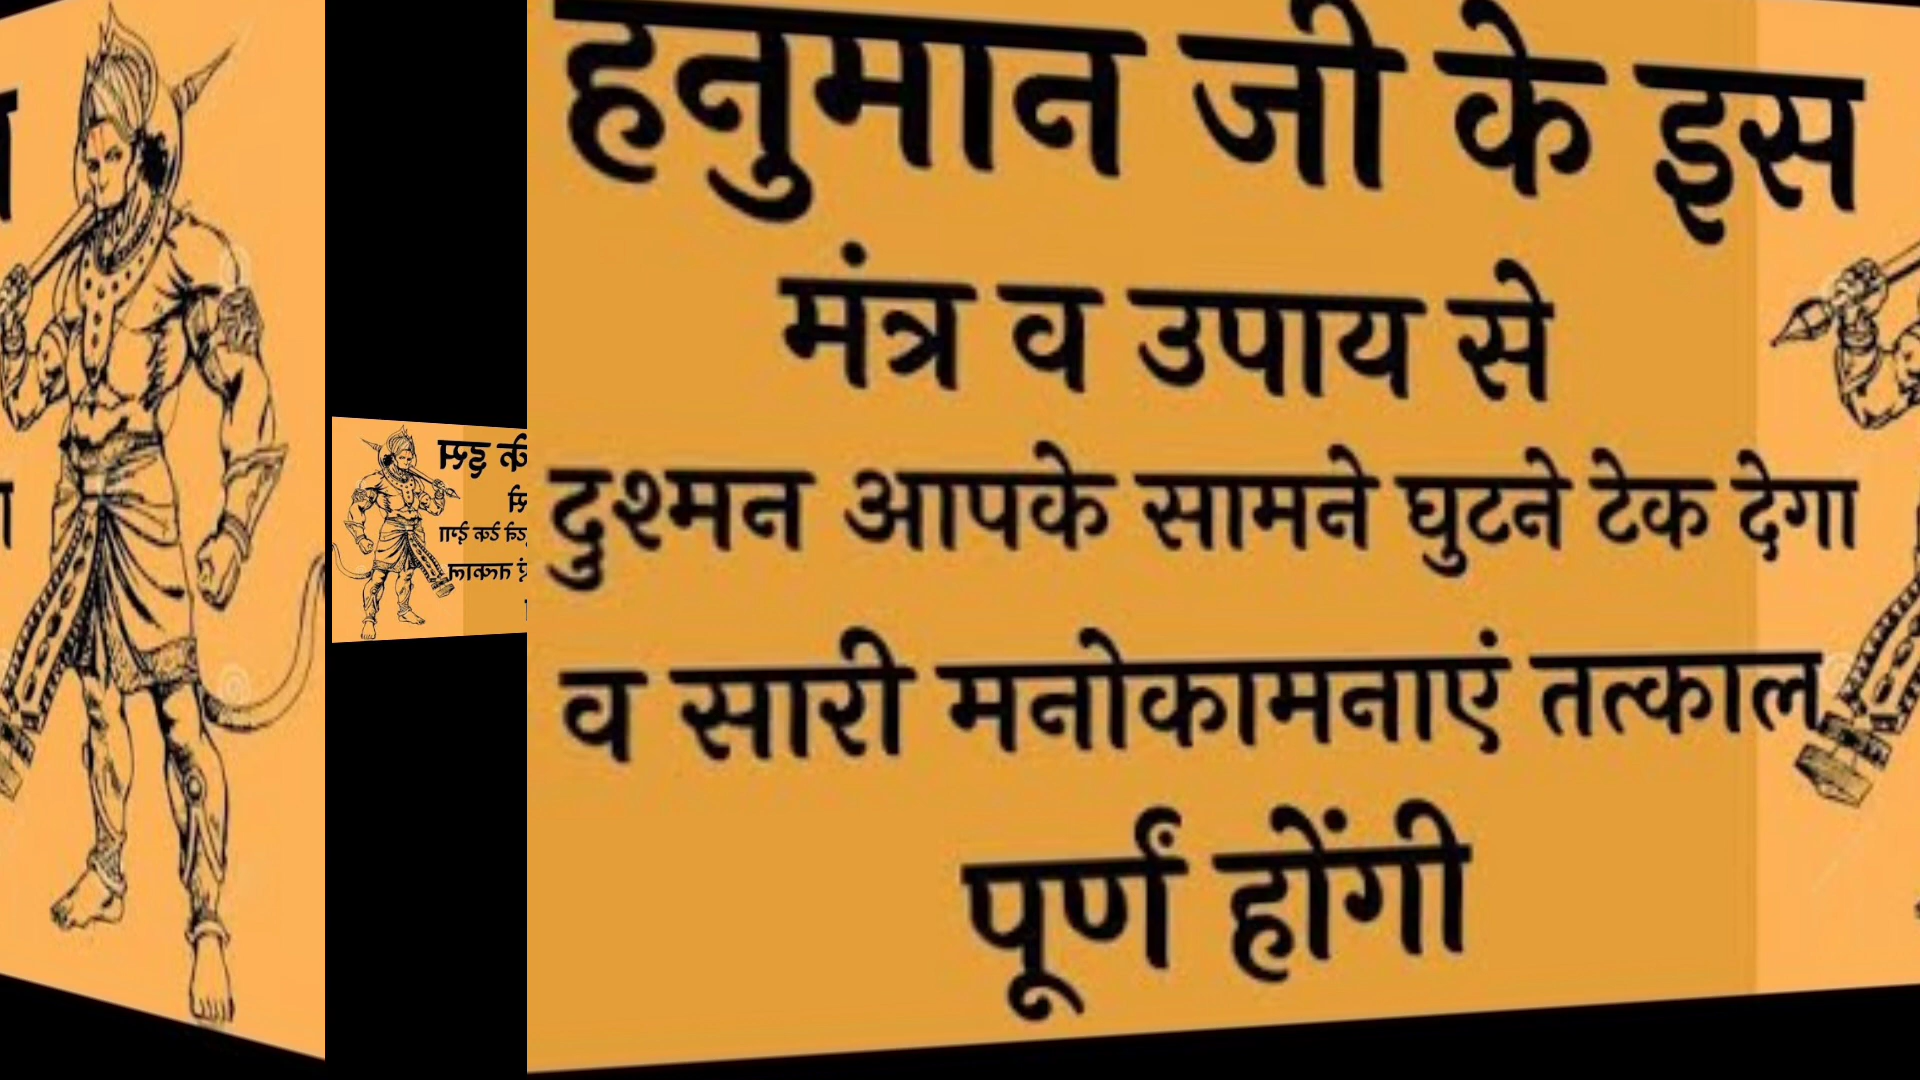 हनुमान जी के इस
मंत्र व उपाय से
दुश्मन आपके सामने घुटने टेक देगा
व सारी मनोकामनाएं तत्काल
पूर्ण होंगी